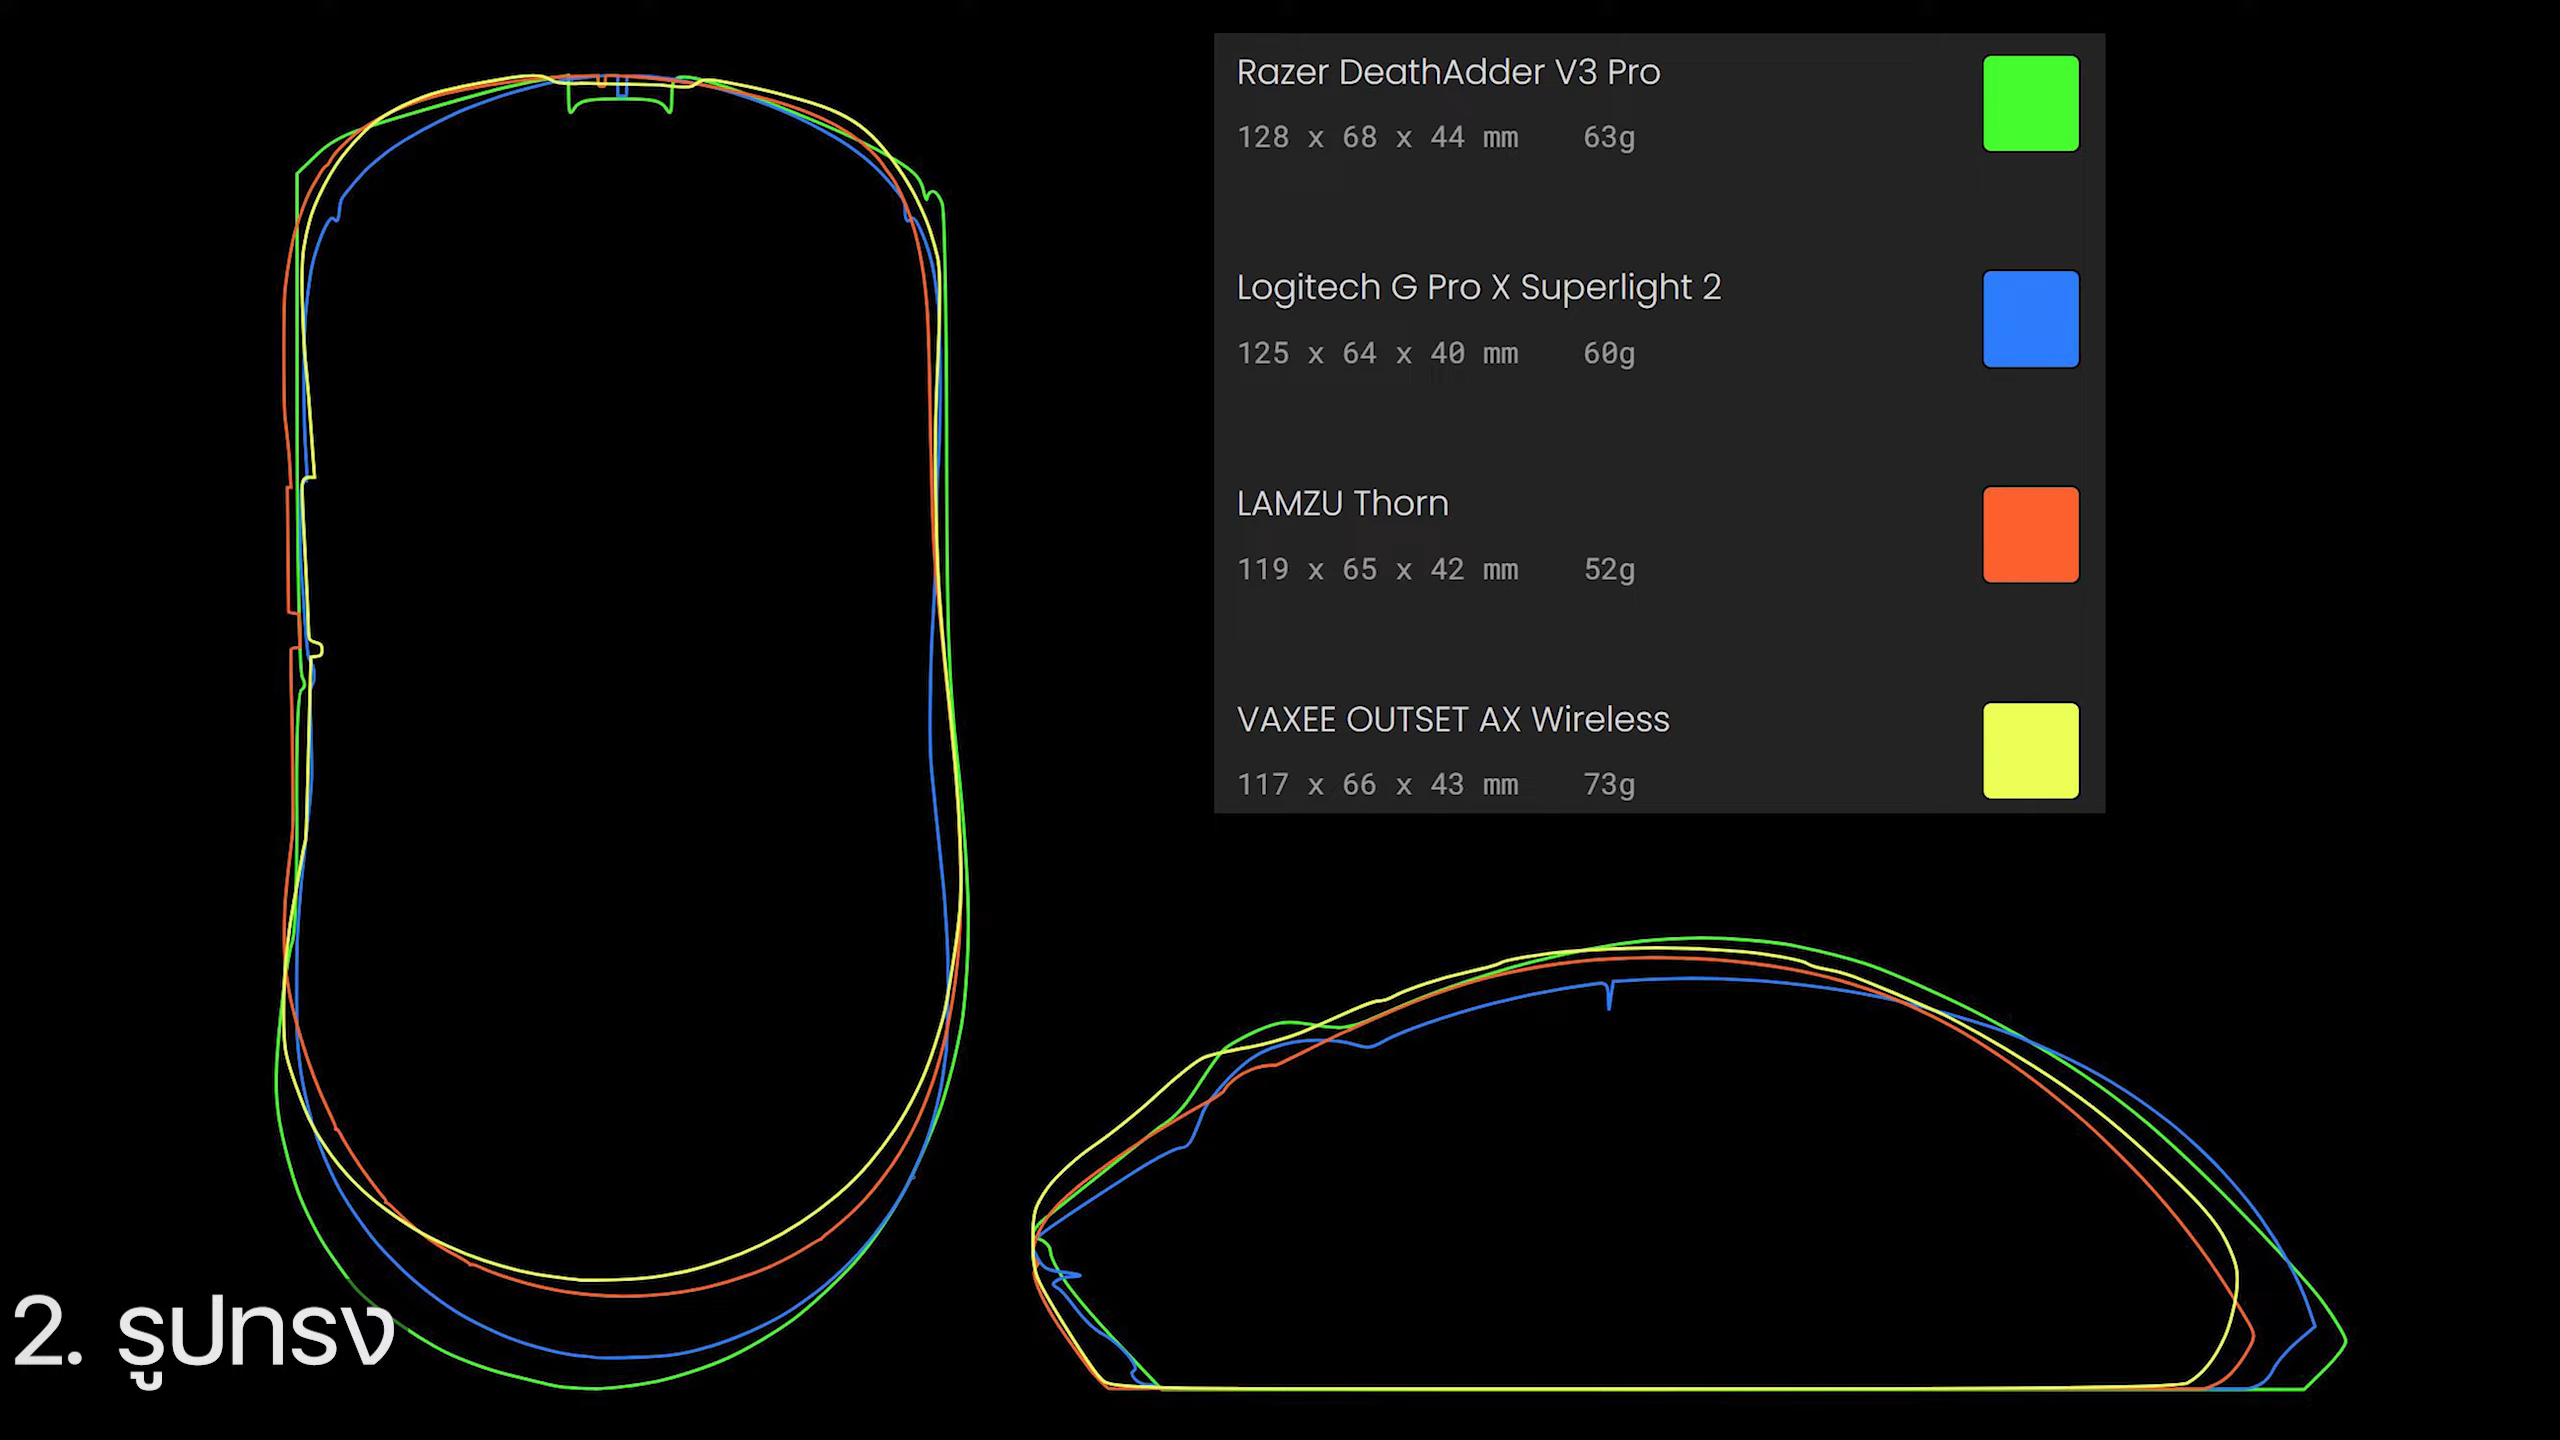 Razer DeathAdder V3 Pro
128 x 68 x 44 mm 63g
Logitech G Pro X Superlight 2
125 x 64 x 40 mm 60g
LAMZU Thorn
119 x 65 x 42 mm 52g
VAXEE OUTSET AX Wireless
117 x 66 x 43 mm 73g
2. รูปทรง